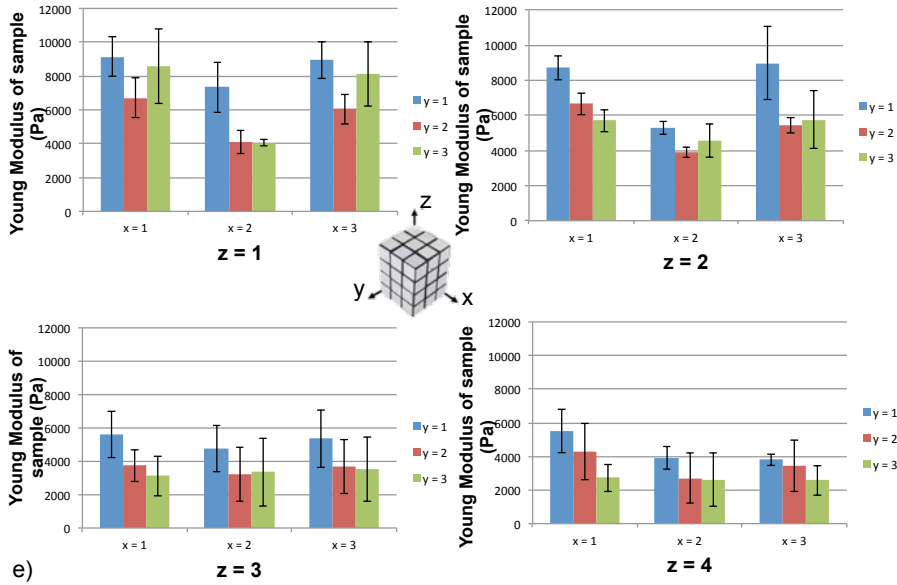 12000
10000
8000
6000
4000
2000
0
Young Modulus of sample
(Pa)
x = 1
x = 2
x = 3
z = 1
y = 1
y = 2
y = 3
12000
10000
8000
6000
4000
2000
0
Young Modulus of sample
(Pa)
x = 1
x = 2
x = 3
z = 2
y = 1
y = 2
y = 3
z
y
x
12000
10000
8000
6000
4000
2000
0
Young Modulus of
sample (Pa)
x = 1
x = 2
x = 3
z = 3
y = 1
y = 2
y = 3
12000
10000
8000
6000
4000
2000
0
Young Modulus of sample
(Pa)
x = 1
x = 2
x = 3
z = 4
y = 1
y = 2
y = 3
e)